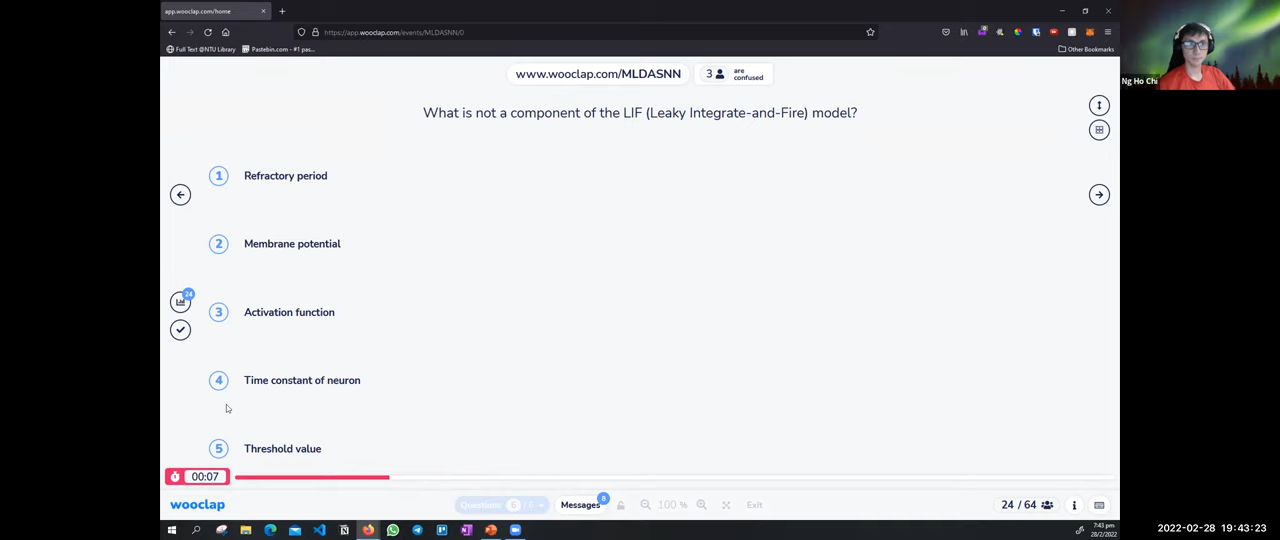 app.wooclap.com/home
https://app.wooclap.com/events/MLDASNN/0
Full Text @NTU Library
Pastebin.com - #1 pas...
Other Bookmarks
www.wooclap.com/MLDASNN
3 are confused
Ng Ho Chi
What is not a component of the LIF (Leaky Integrate-and-Fire) model?
1 Refractory period
2 Membrane potential
24
3 Activation function
4 Time constant of neuron
5 Threshold value
00:07
wooclap
Questions 6 / 6
Messages 8
100 %
Exit
24 / 64
7:43 pm
28/2/2022
2022-02-28 19:43:23